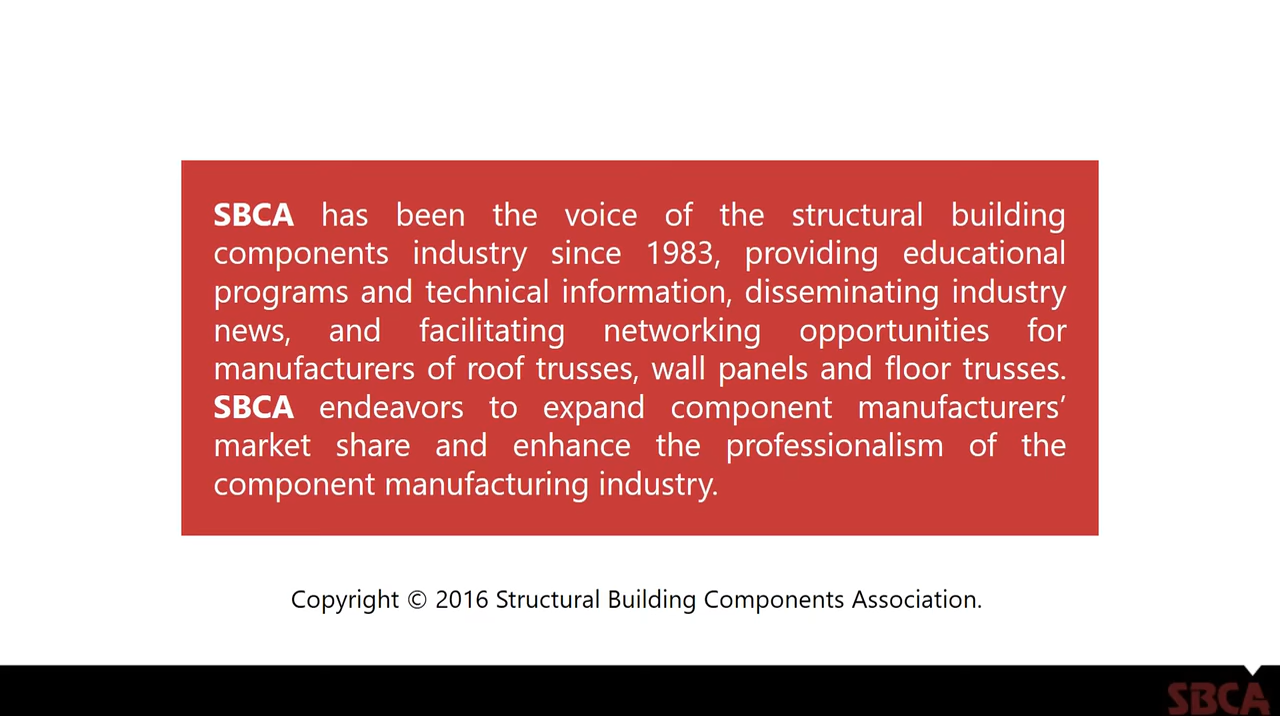 SBCA has been the voice of the structural building
components industry since 1983, providing educational
programs and technical information, disseminating industry
news, and facilitating networking opportunities for
manufacturers of roof trusses, wall panels and floor trusses.
SBCA endeavors to expand component manufacturers’
market share and enhance the professionalism of the
component manufacturing industry.
Copyright © 2016 Structural Building Components Association.
SBCA